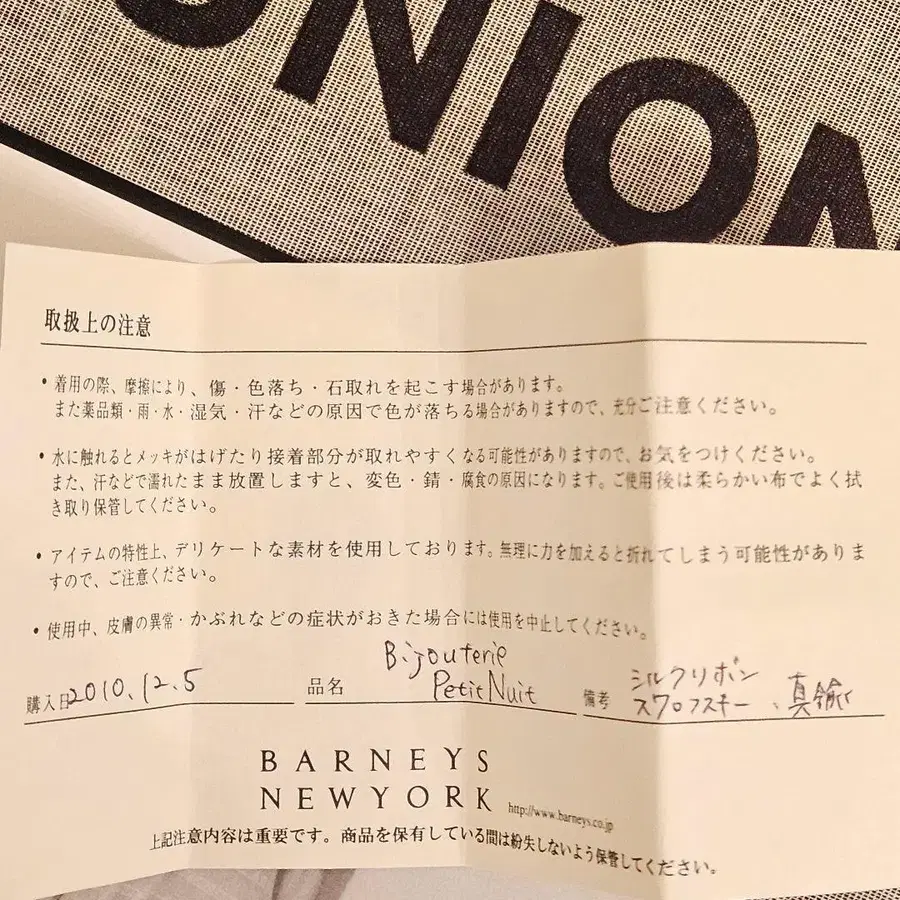 UNION
取扱上の注意
・着用の際、摩擦により、傷・色落ち・石取れを起こす場合があります。
また薬品類・雨・水・湿気・汗などの原因で色が落ちる場合がありますので、充分ご注意ください。
・水に触れるとメッキがはげたり接着部分が取れやすくなる可能性がありますので、お気をつけください。
また、汗などで濡れたまま放置しますと、変色・錆・腐食の原因になります。ご使用後は柔らかい布でよく拭
き取り保管してください。
・アイテムの特性上、デリケートな素材を使用しております。無理に力を加えると折れてしまう可能性がありま
すので、ご注意ください。
・使用中、皮膚の異常・かぶれなどの症状がおきた場合には使用を中止してください。
購入日 2010.12.5
品名 Bijouterie
PetitNuit
備考 シルクリボン
スワロフスキー、真鍮
BARNEYS
NEWYORK
http://www.barneys.co.jp
上記注意内容は重要です。商品を保有している間は紛失しないよう保管してください。